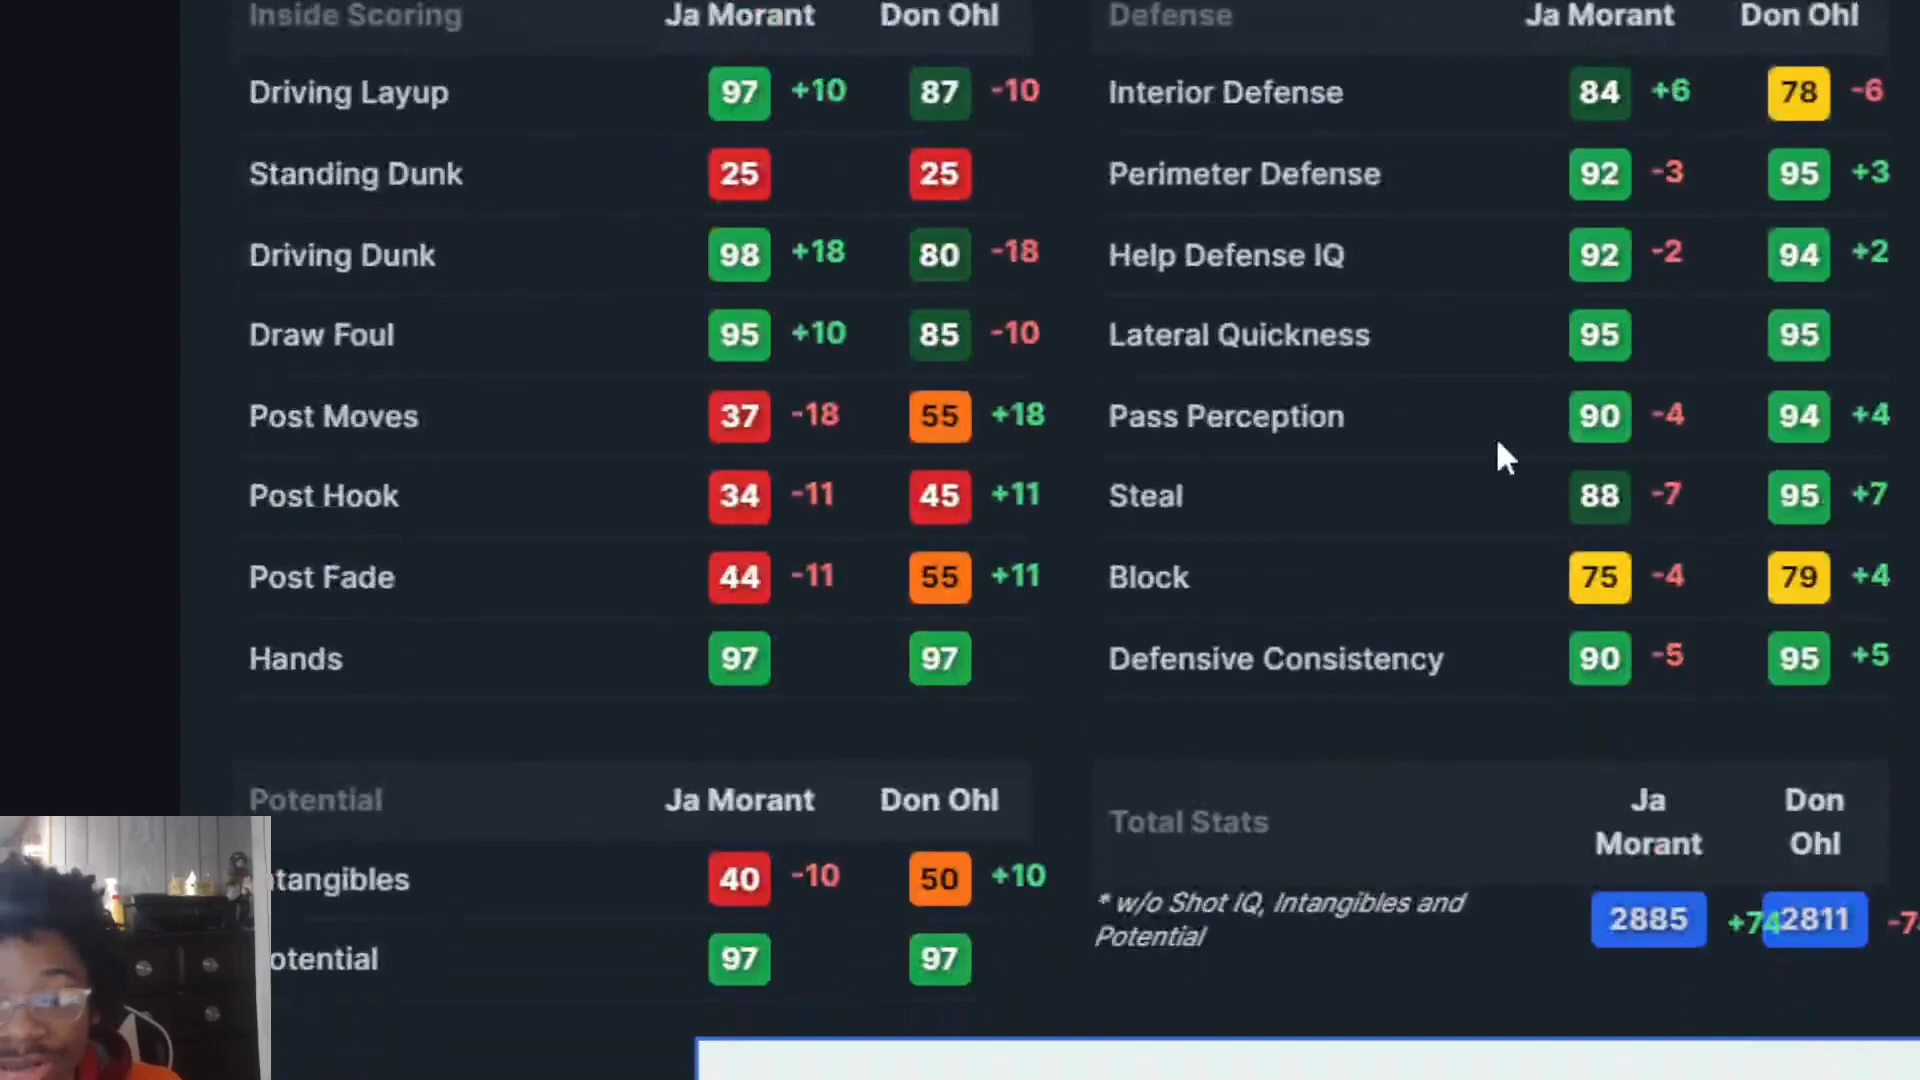 Inside Scoring Ja Morant Don Ohl
Driving Layup 97 +10 87 -10
Standing Dunk 25 25
Driving Dunk 98 +18 80 -18
Draw Foul 95 +10 85 -10
Post Moves 37 -18 55 +18
Post Hook 34 -11 45 +11
Post Fade 44 -11 55 +11
Hands 97 97
Defense Ja Morant Don Ohl
Interior Defense 84 +6 78 -6
Perimeter Defense 92 -3 95 +3
Help Defense IQ 92 -2 94 +2
Lateral Quickness 95 95
Pass Perception 90 -4 94 +4
Steal 88 -7 95 +7
Block 75 -4 79 +4
Defensive Consistency 90 -5 95 +5
Potential Ja Morant Don Ohl
ntangibles 40 -10 50 +10
otential 97 97
Total Stats Ja Morant Don Ohl
* w/o Shot IQ, Intangibles and
Potential
2885 +74 2811 -7